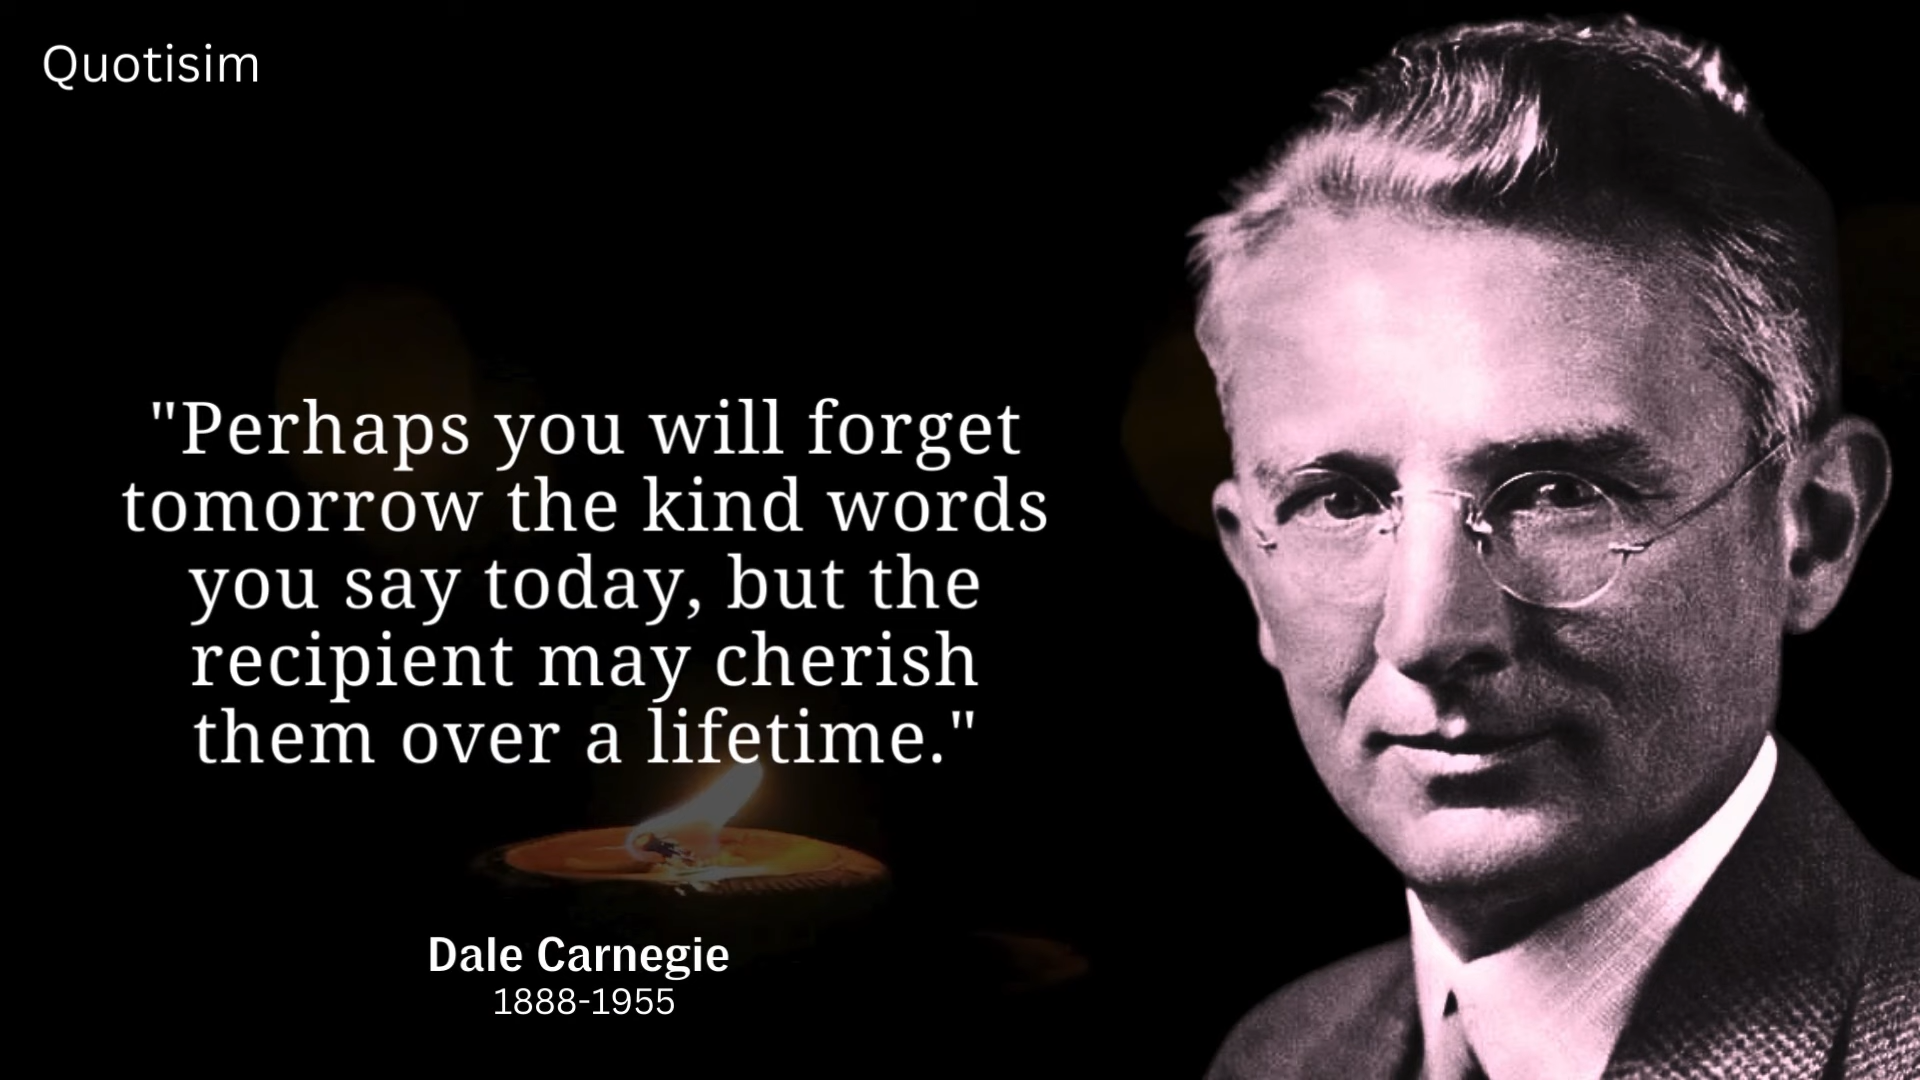 Quotisim
"Perhaps you will forget
tomorrow the kind words
you say today, but the
recipient may cherish
them over a lifetime."
Dale Carnegie
1888-1955